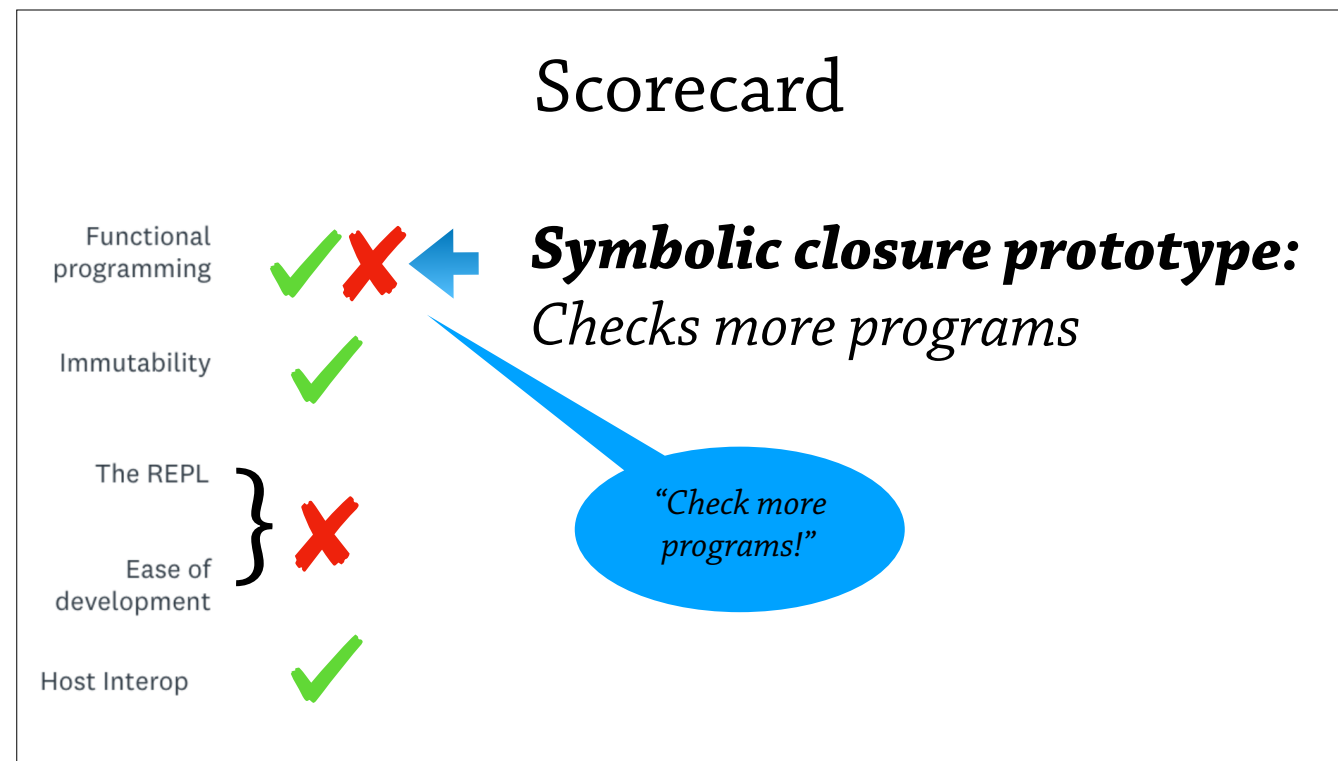 Scorecard
Functional
programming
Symbolic closure prototype:
Checks more programs
Immutability
The REPL
}
“Check more
programs!”
Ease of
development
Host Interop